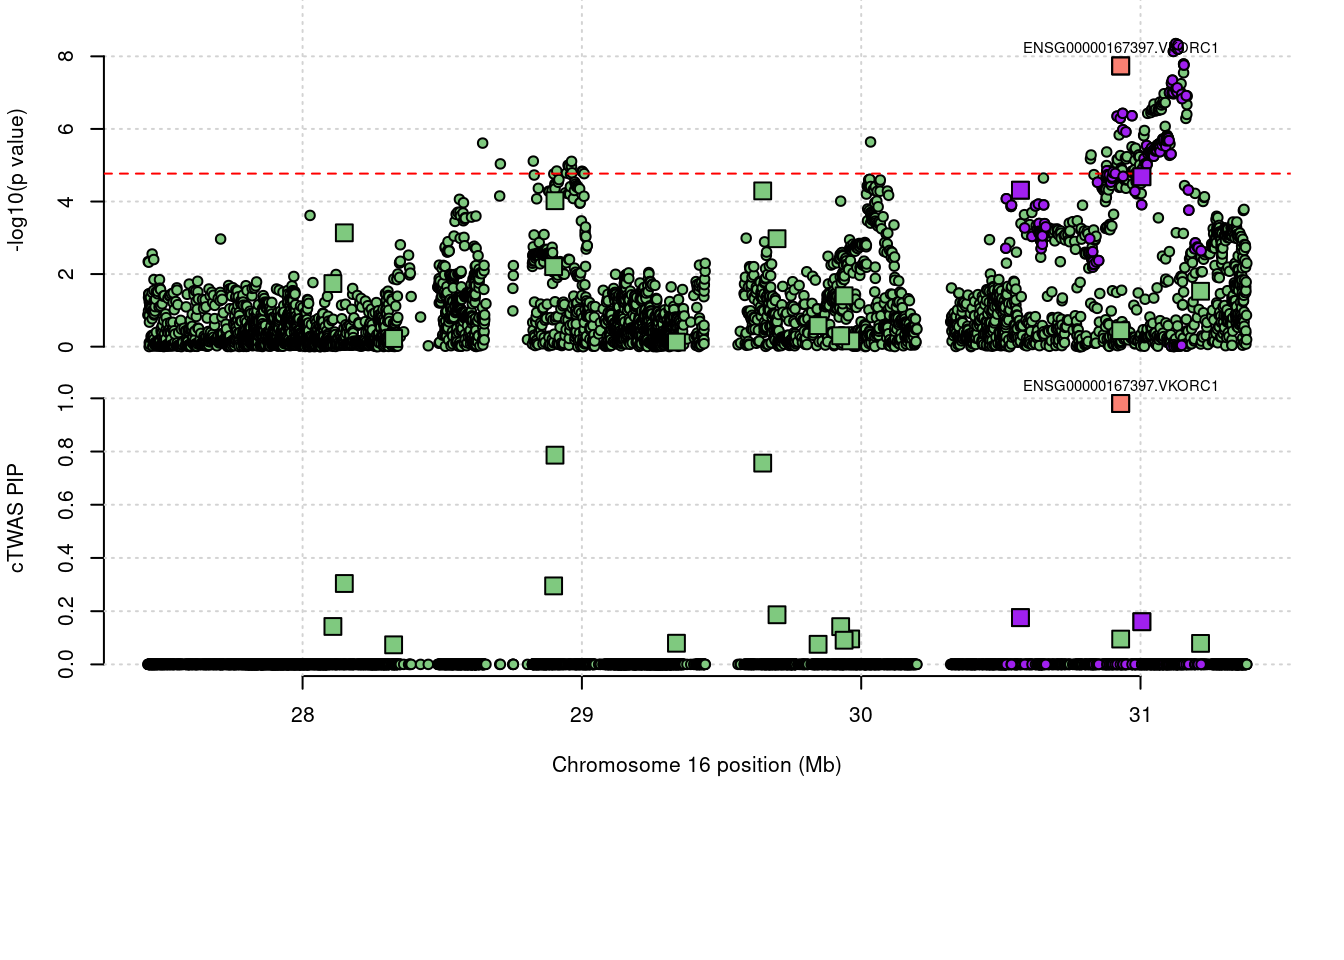 ENSG00000167397.VKORC1
8
6
4
2
0
-log10(p value)
ENSG00000167397.VKORC1
1.0
0.8
0.6
0.4
0.2
0.0
cTWAS PIP
28 29 30 31
Chromosome 16 position (Mb)